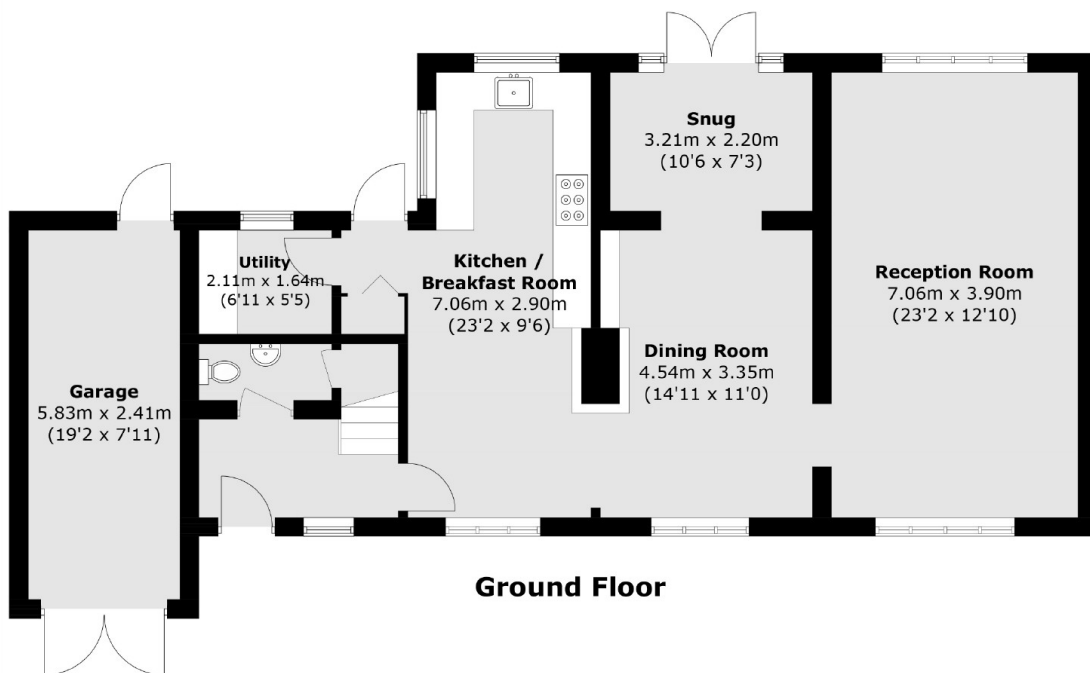 Snug
3.21m x 2.20m
(10'6 x 7'3)
Utility
2.11m x 1.64m
(6'11 x 5'5)
Kitchen /
Breakfast Room
7.06m x 2.90m
(23'2 x 9'6)
Reception Room
7.06m x 3.90m
(23'2 x 12'10)
Dining Room
4.54m x 3.35m
(14'11 x 11'0)
Garage
5.83m x 2.41m
(19'2 x 7'11)
Ground Floor